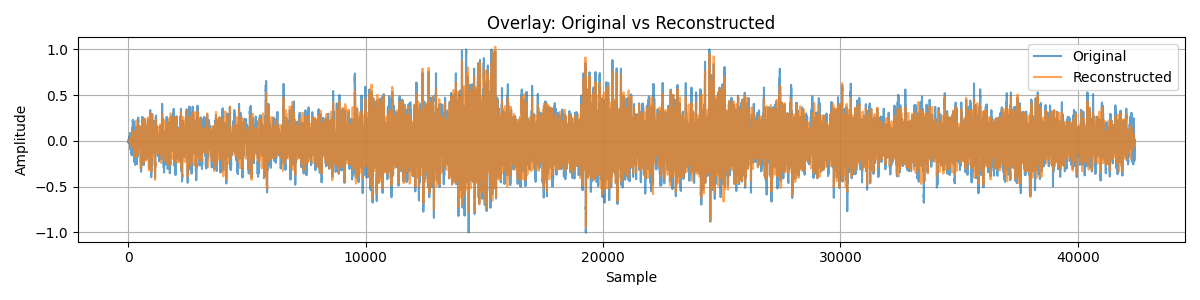 Overlay: Original vs Reconstructed
Amplitude
1.0
0.5
0.0
−0.5
−1.0
Original
Reconstructed
0
10000
20000
30000
40000
Sample